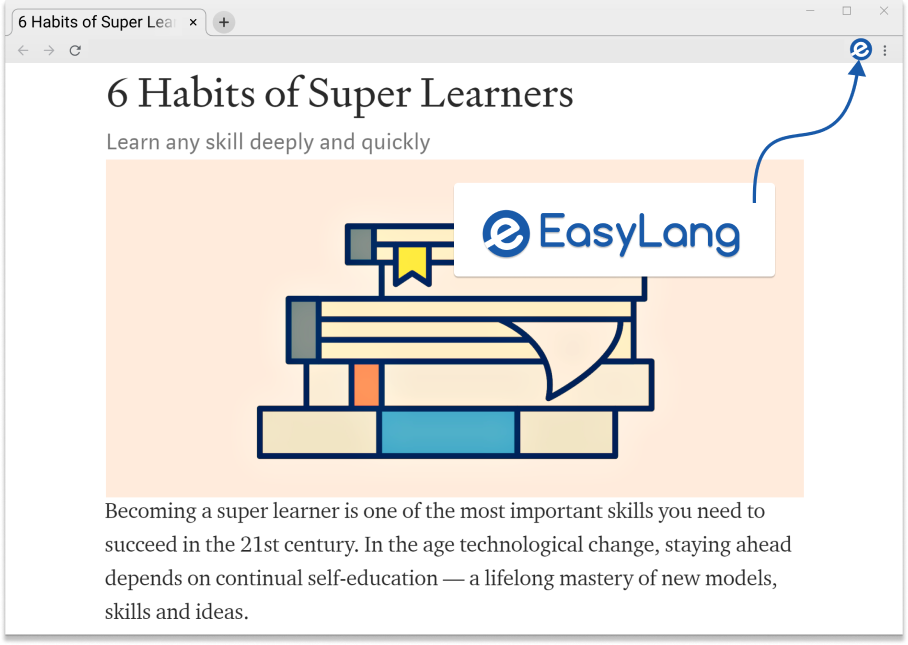 6 Habits of Super Lea
6 Habits of Super Learners
Learn any skill deeply and quickly
EasyLang
Becoming a super learner is one of the most important skills you need to
succeed in the 21st century. In the age technological change, staying ahead
depends on continual self-education — a lifelong mastery of new models,
skills and ideas.